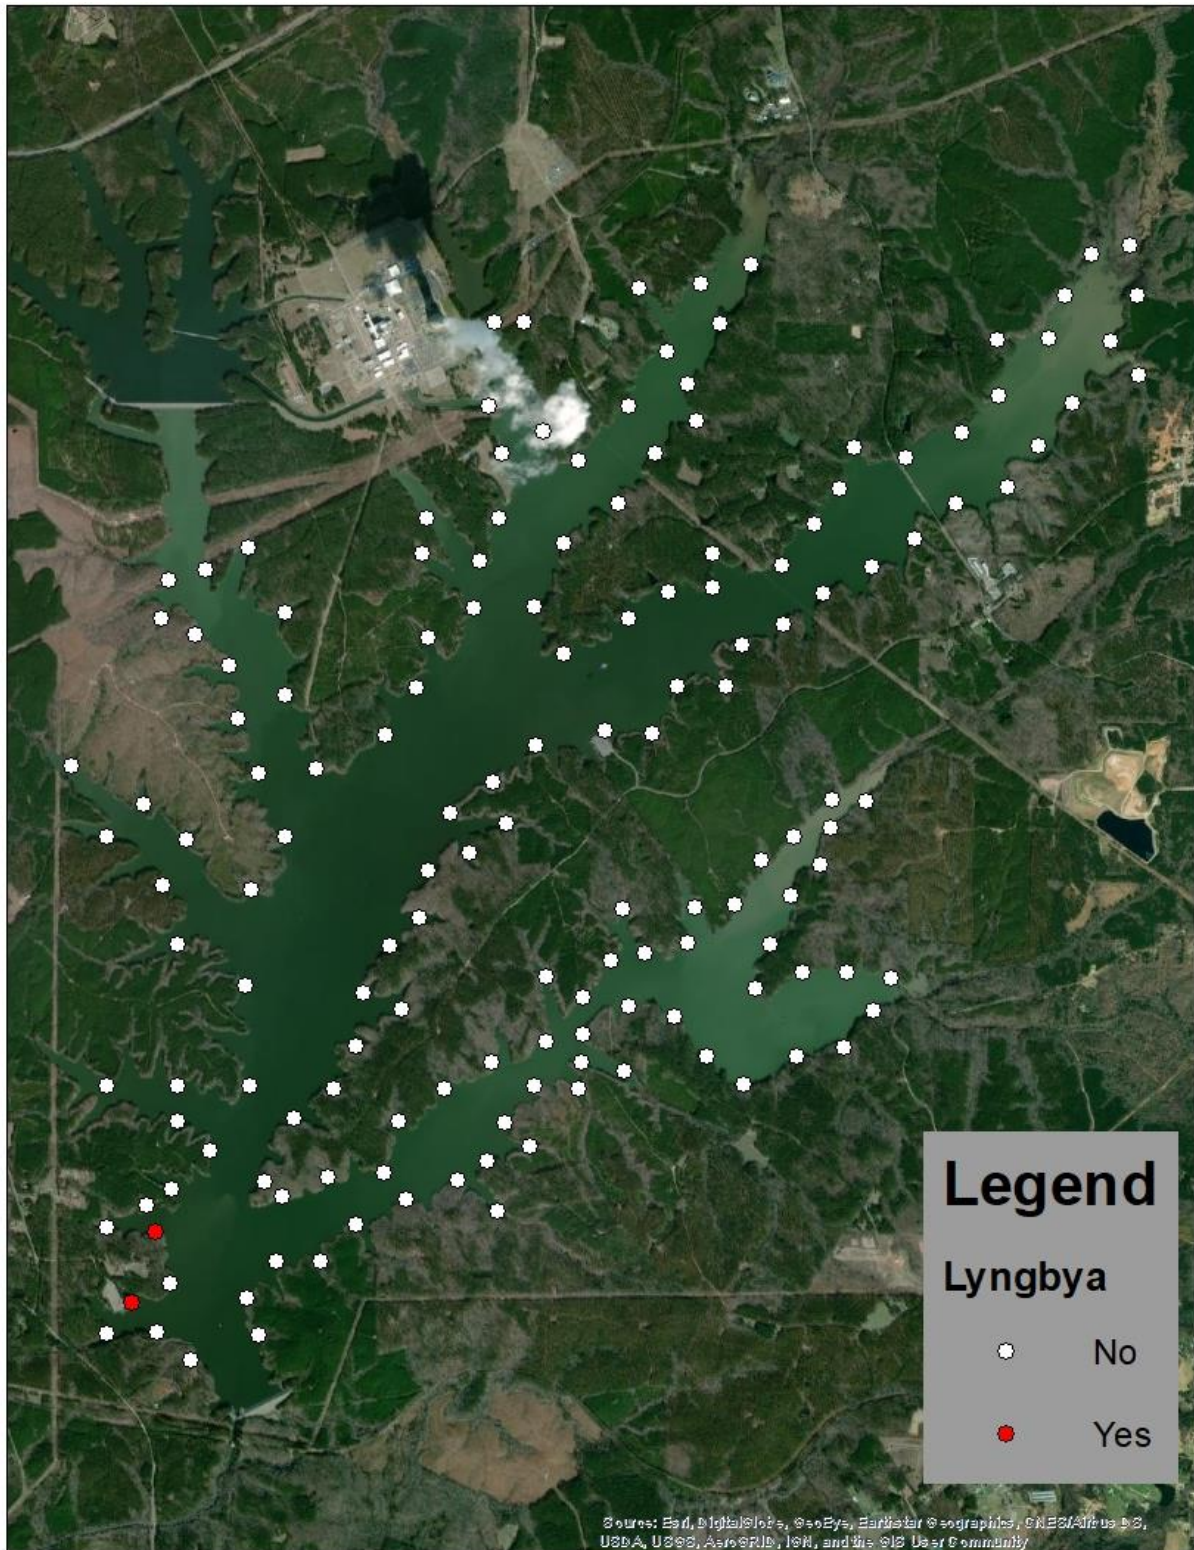 Legend
Lyngbya
No
Yes
Source: Esri, DigitalGlobe, GeoEye, Earthstar Geographics, CNES/Airbus DS,
USDA, USGS, AeroGRID, IGN, and the GIS User Community